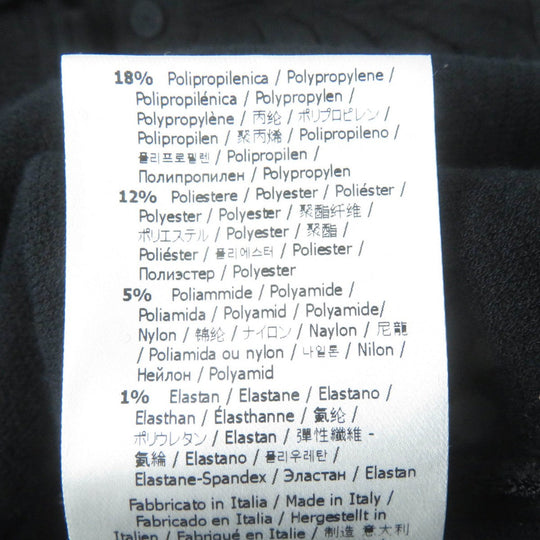 18% Polipropilenica / Polypropylene /
Polipropilénica / Polypropylen /
Polypropylène / 丙纶 / ポリプロピレン /
Polipropilen / 聚丙烯 / Polipropileno /
폴리프로필렌 / Polipropilen /
Полипропилен / Polypropylen
12% Poliestere / Polyester / Poliéster /
Polyester / Polyester / 聚酯纤维 /
ポリエステル / Polyester / 聚酯 /
Poliéster / 폴리에스터 / Poliester /
Полиэстер / Polyester
5% Poliammide / Polyamide /
Poliamida / Polyamid / Polyamide/
Nylon / 锦纶 / ナイロン / Naylon / 尼龍
/ Poliamida ou nylon / 나일론 / Nilon /
Нейлон / Polyamid
1% Elastan / Elastane / Elastano /
Elasthan / Élasthanne / 氨纶 /
ポリウレタン / Elastan / 彈性纖維 -
氨綸 / Elastano / 폴리우레탄 /
Elastane-Spandex / Эластан / Elastan
Fabbricato in Italia / Made in Italy /
Fabricado en Italia / Hergestellt in
Italien / Fabriqué en Italie / 制造 意大利